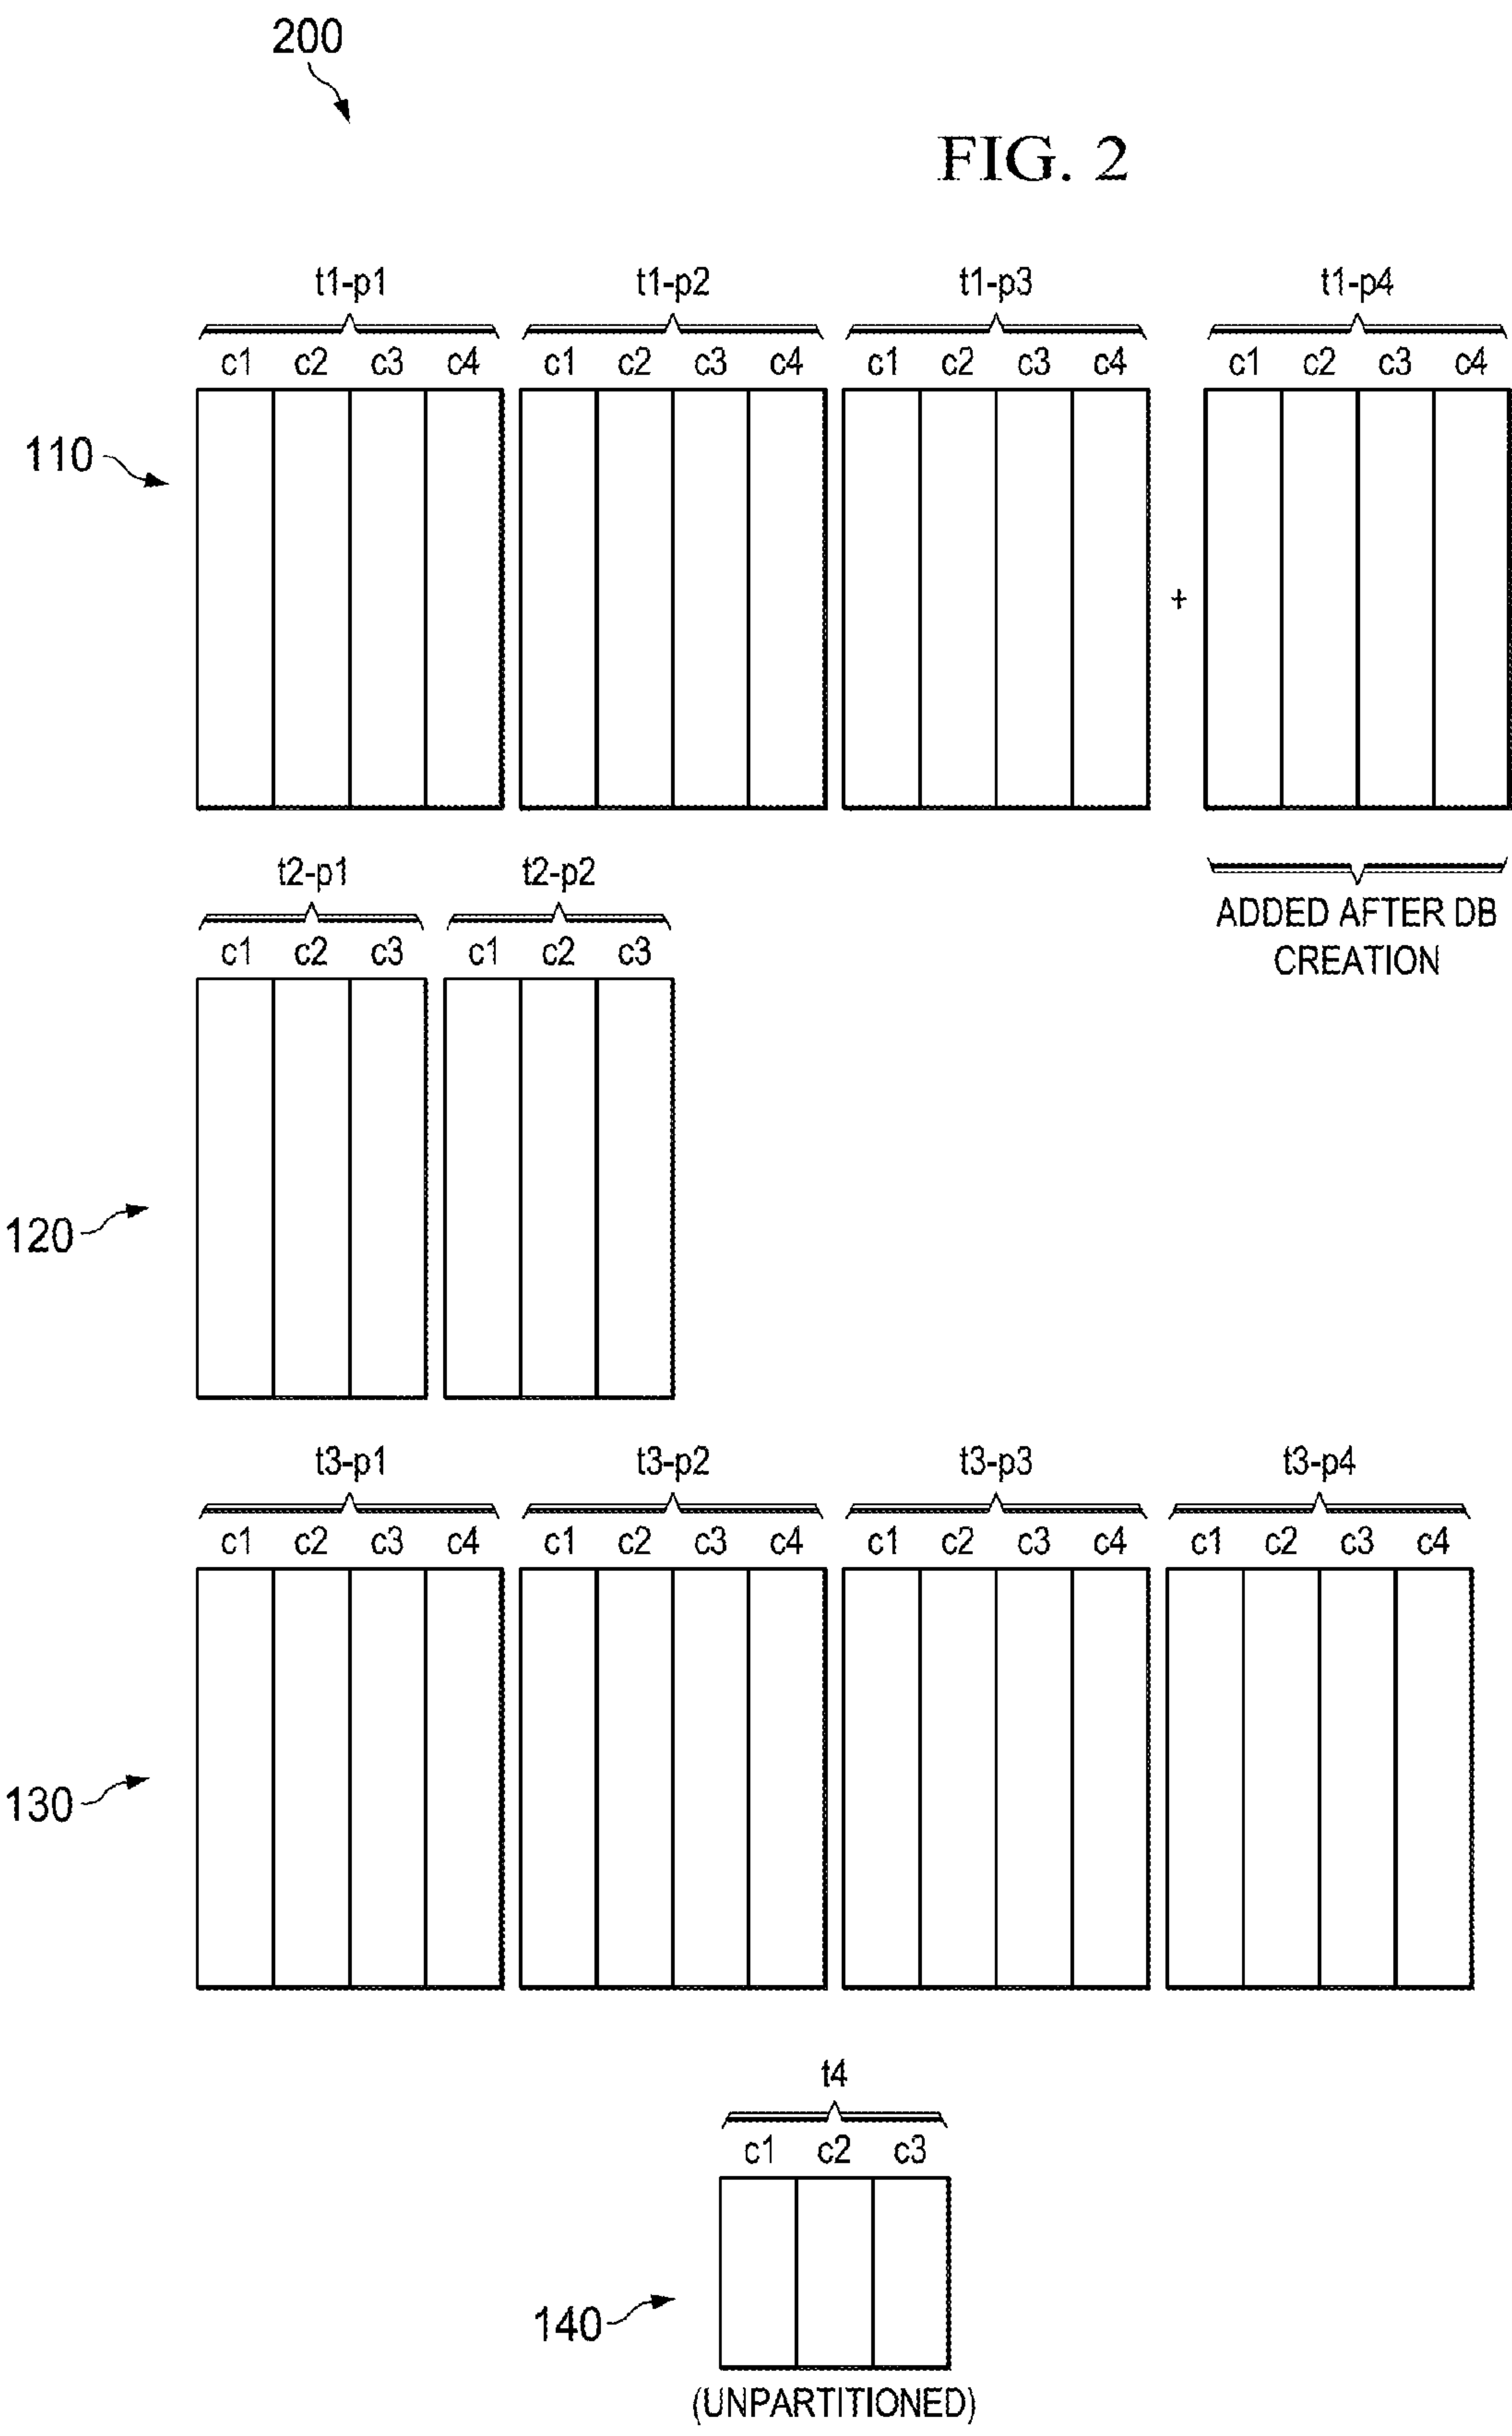 200
FIG. 2
t1-p1 t1-p2 t1-p3 t1-p4
c1 c2 c3 c4 c1 c2 c3 c4 c1 c2 c3 c4 c1 c2 c3 c4
110
+
t2-p1 t2-p2
ADDED AFTER DB
CREATION
c1 c2 c3 c1 c2 c3
120
t3-p1 t3-p2 t3-p3 t3-p4
c1 c2 c3 c4 c1 c2 c3 c4 c1 c2 c3 c4 c1 c2 c3 c4
130
t4
c1 c2 c3
140
(UNPARTITIONED)